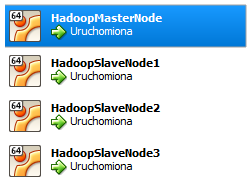 64
HadoopMasterNode
Uruchomiona
64
HadoopSlaveNode1
Uruchomiona
64
HadoopSlaveNode2
Uruchomiona
64
HadoopSlaveNode3
Uruchomiona